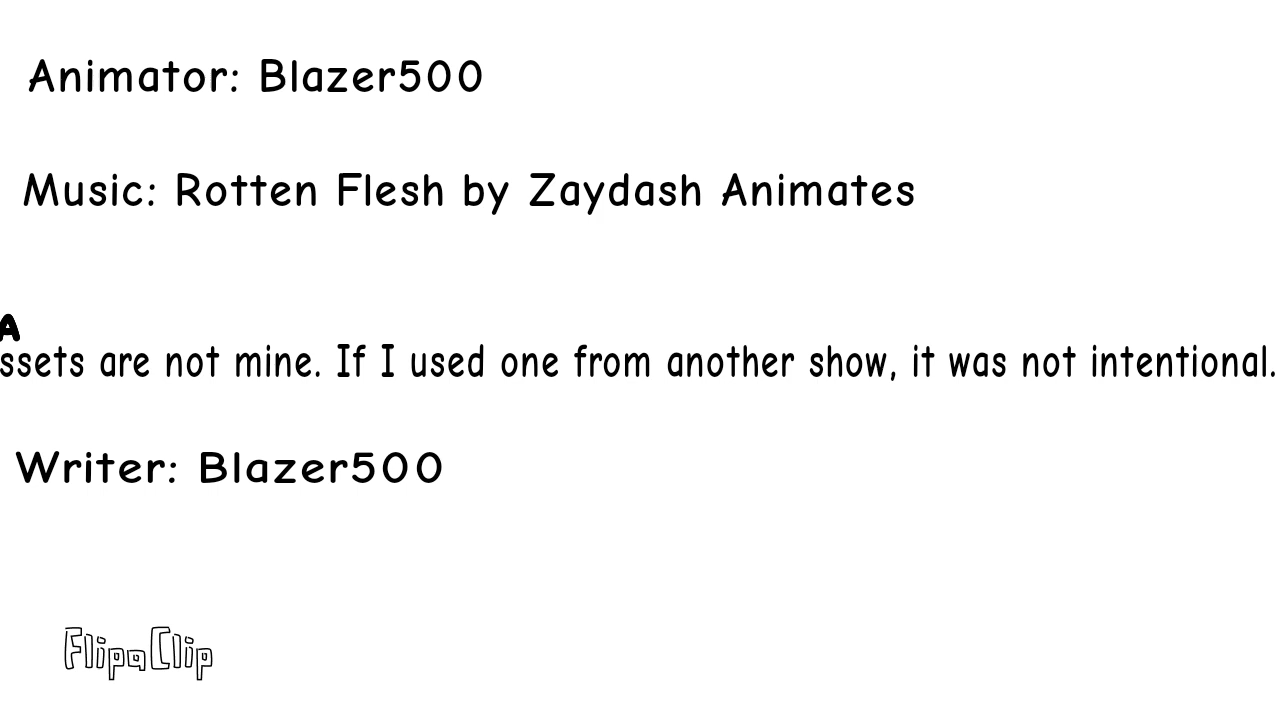 Animator: Blazer500
Music: Rotten Flesh by Zaydash Animates
Assets are not mine. If I used one from another show, it was not intentional.
Writer: Blazer500
FlipaClip